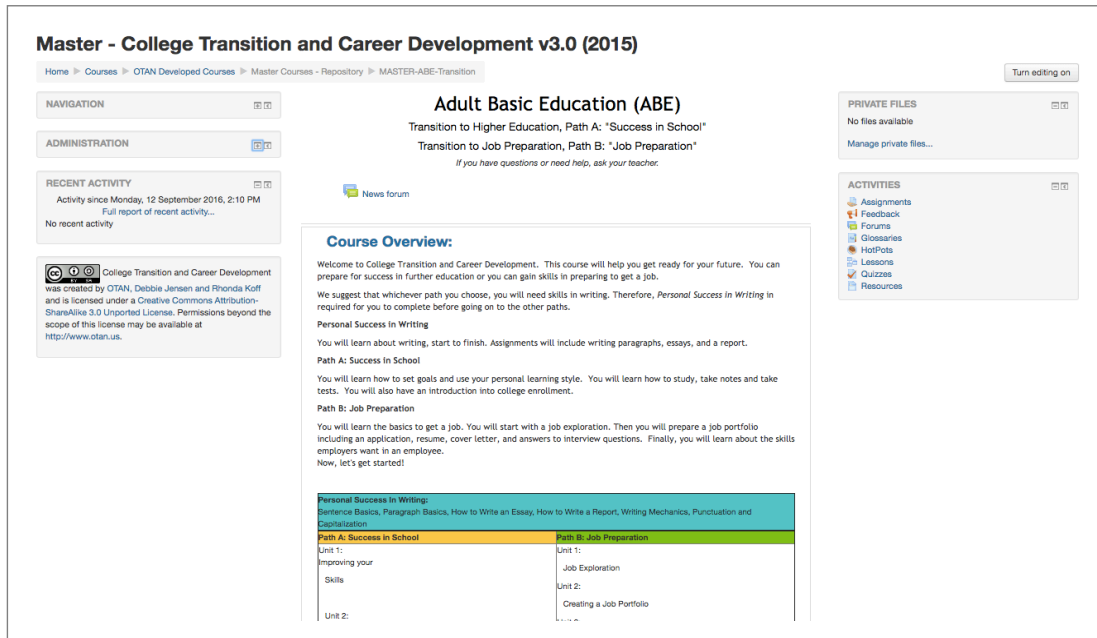 Master - College Transition and Career Development v3.0 (2015)
Home ▶ Courses ▶ OTAN Developed Courses ▶ Master Courses - Repository ▶ MASTER-ABE-Transition
Turn editing on
NAVIGATION
ADMINISTRATION
RECENT ACTIVITY
Activity since Monday, 12 September 2016, 2:10 PM
Full report of recent activity...
No recent activity
CC BY SA College Transition and Career Development
was created by OTAN, Debbie Jensen and Rhonda Koff
and is licensed under a Creative Commons Attribution-
ShareAlike 3.0 Unported License. Permissions beyond the
scope of this license may be available at
http://www.otan.us.
Adult Basic Education (ABE)
Transition to Higher Education, Path A: "Success in School"
Transition to Job Preparation, Path B: "Job Preparation"
If you have questions or need help, ask your teacher.
News forum
Course Overview:
Welcome to College Transition and Career Development. This course will help you get ready for your future. You can
prepare for success in further education or you can gain skills in preparing to get a job.
We suggest that whichever path you choose, you will need skills in writing. Therefore, Personal Success in Writing in
required for you to complete before going on to the other paths.
Personal Success in Writing
You will learn about writing, start to finish. Assignments will include writing paragraphs, essays, and a report.
Path A: Success in School
You will learn how to set goals and use your personal learning style. You will learn how to study, take notes and take
tests. You will also have an introduction into college enrollment.
Path B: Job Preparation
You will learn the basics to get a job. You will start with a job exploration. Then you will prepare a job portfolio
including an application, resume, cover letter, and answers to interview questions. Finally, you will learn about the skills
employers want in an employee.
Now, let's get started!
Personal Success In Writing:
Sentence Basics, Paragraph Basics, How to Write an Essay, How to Write a Report, Writing Mechanics, Punctuation and
Capitalization
Path A: Success in School
Unit 1:
Improving your
Skills
Unit 2:
Path B: Job Preparation
Unit 1:
Job Exploration
Unit 2:
Creating a Job Portfolio
PRIVATE FILES
No files available
Manage private files...
ACTIVITIES
Assignments
Feedback
Forums
Glossaries
HotPots
Lessons
Quizzes
Resources